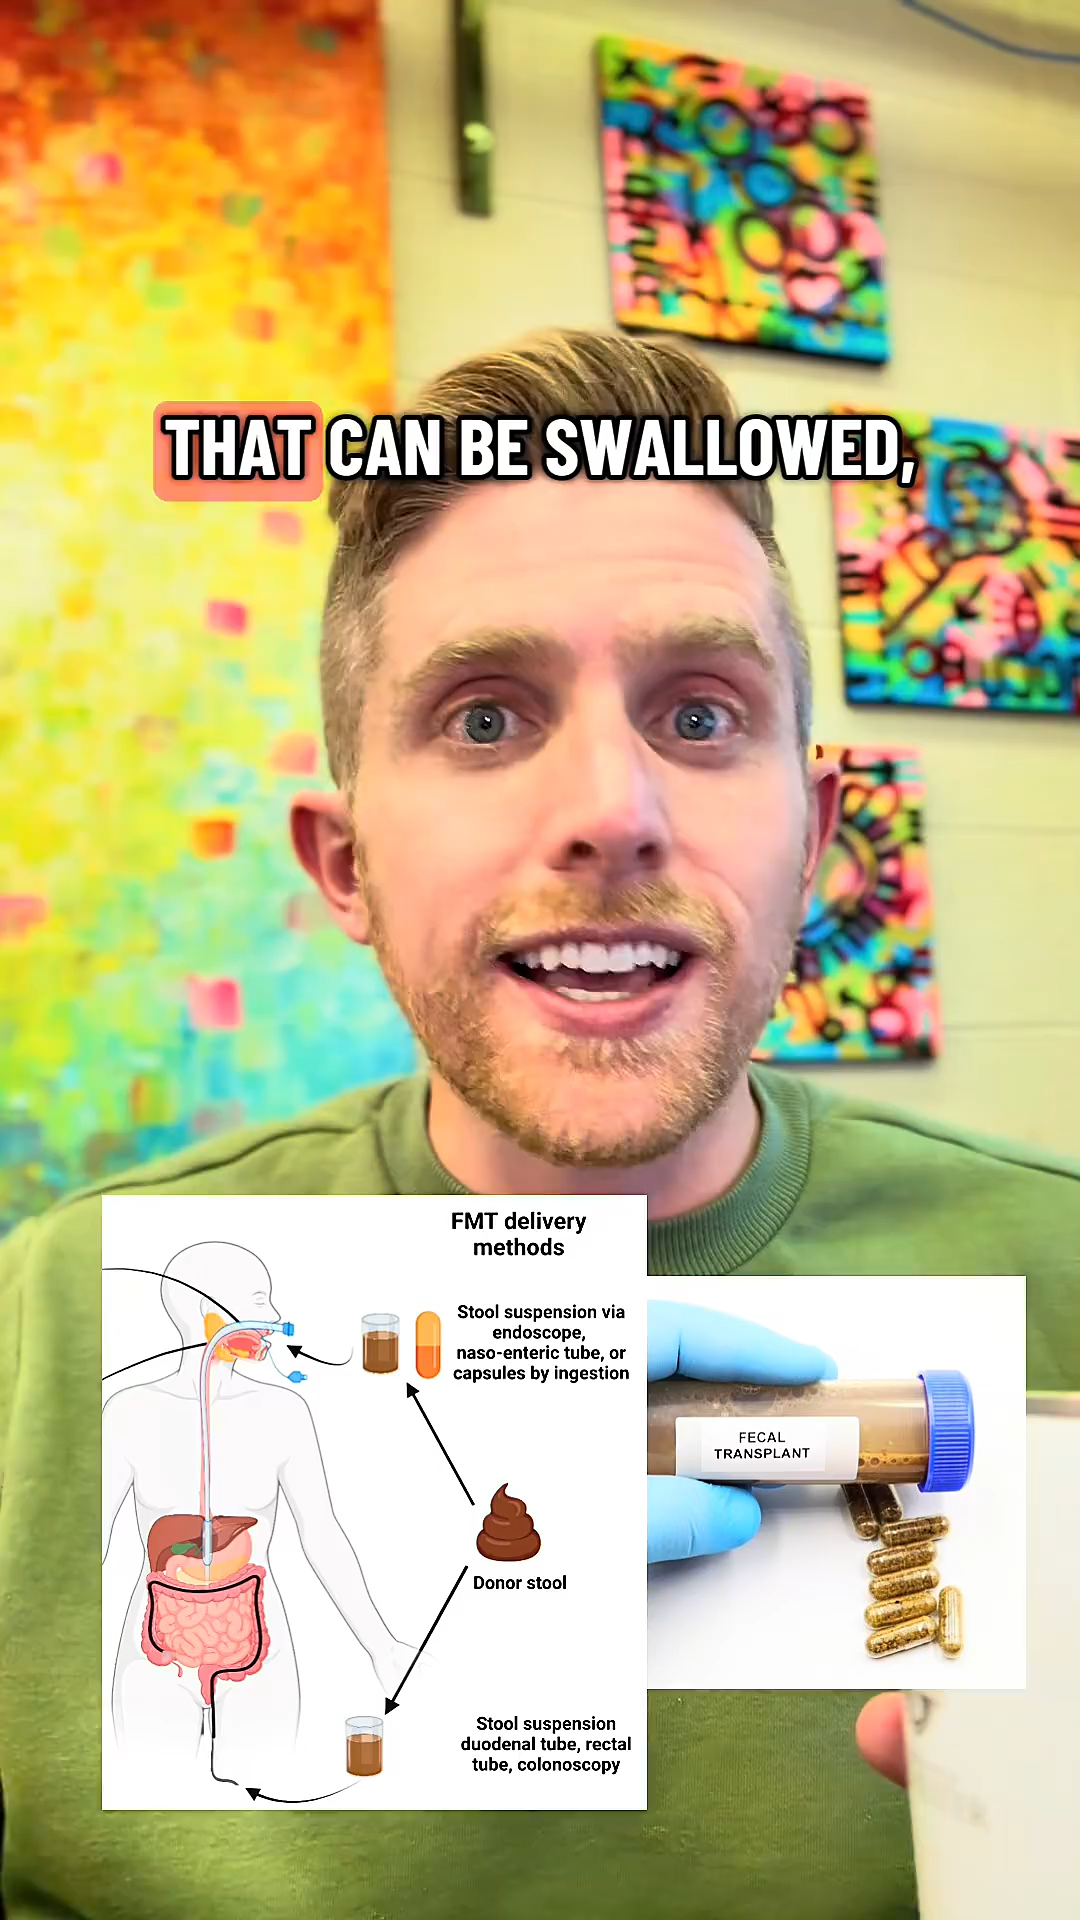 THAT CAN BE SWALLOWED,
FMT delivery
methods
Stool suspension via
endoscope,
naso-enteric tube, or
capsules by ingestion
FECAL
TRANSPLANT
Donor stool
Stool suspension
duodenal tube, rectal
tube, colonoscopy